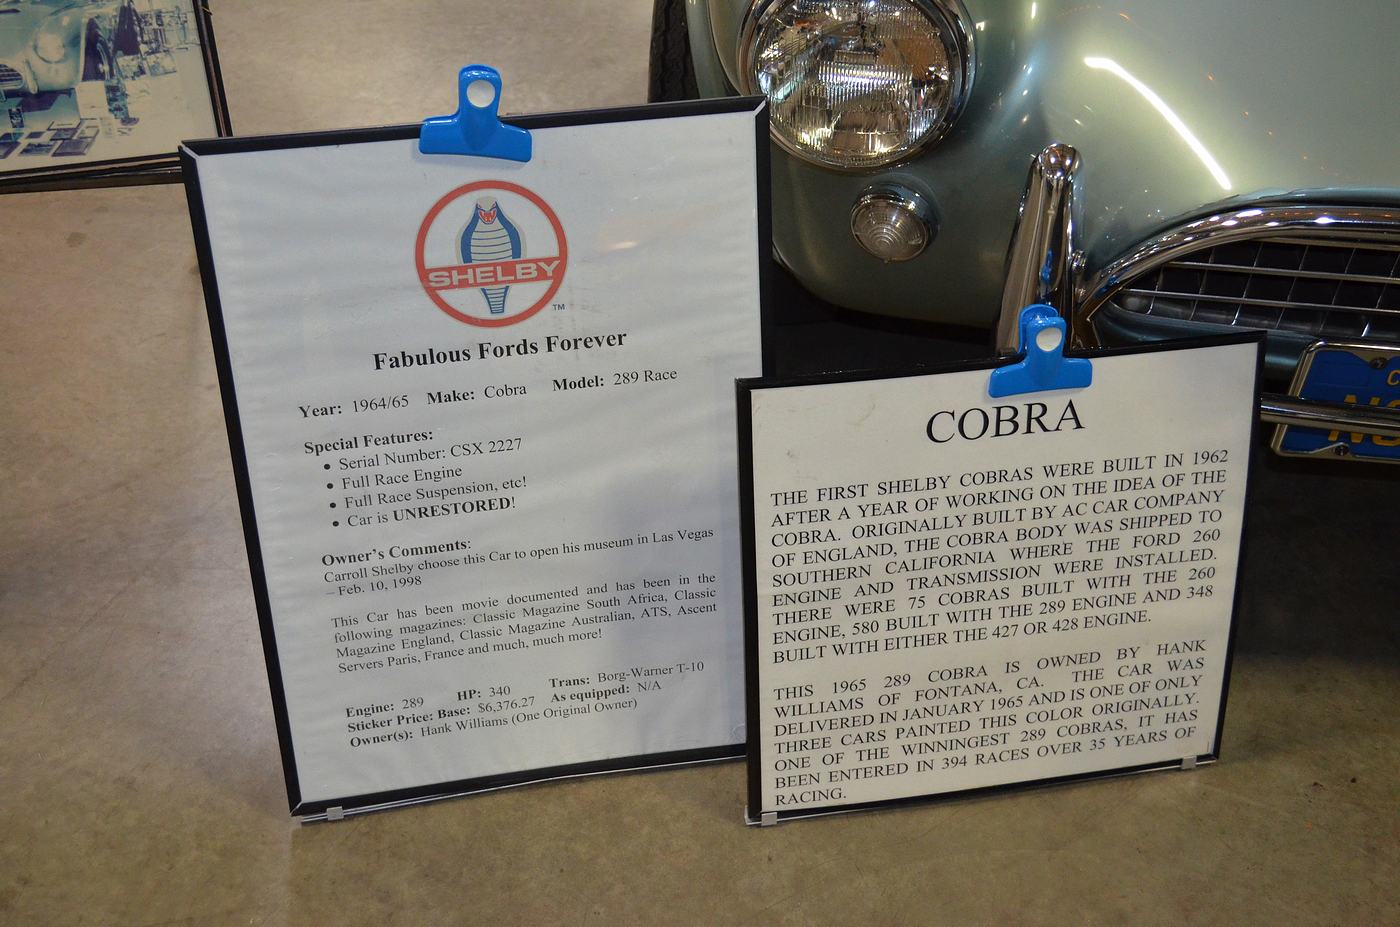 SHELBY
TM
Fabulous Fords Forever
Year: 1964/65 Make: Cobra Model: 289 Race
Special Features:
• Serial Number: CSX 2227
• Full Race Engine
• Full Race Suspension, etc!
• Car is UNRESTORED!
Owner's Comments:
Carroll Shelby choose this Car to open his museum in Las Vegas
– Feb. 10, 1998
This Car has been movie documented and has been in the
following magazines: Classic Magazine South Africa, Classic
Magazine England, Classic Magazine Australian, ATS, Ascent
Servers Paris, France and much, much more!
Engine: 289 HP: 340 Trans: Borg-Warner T-10
Sticker Price: Base: $6,376.27 As equipped: N/A
Owner(s): Hank Williams (One Original Owner)
COBRA
THE FIRST SHELBY COBRAS WERE BUILT IN 1962
AFTER A YEAR OF WORKING ON THE IDEA OF THE
COBRA. ORIGINALLY BUILT BY AC CAR COMPANY
OF ENGLAND, THE COBRA BODY WAS SHIPPED TO
SOUTHERN CALIFORNIA WHERE THE FORD 260
ENGINE AND TRANSMISSION WERE INSTALLED.
THERE WERE 75 COBRAS BUILT WITH THE 260
ENGINE, 580 BUILT WITH THE 289 ENGINE AND 348
BUILT WITH EITHER THE 427 OR 428 ENGINE.
THIS 1965 289 COBRA IS OWNED BY HANK
WILLIAMS OF FONTANA, CA. THE CAR WAS
DELIVERED IN JANUARY 1965 AND IS ONE OF ONLY
THREE CARS PAINTED THIS COLOR ORIGINALLY.
ONE OF THE WINNINGEST 289 COBRAS, IT HAS
BEEN ENTERED IN 394 RACES OVER 35 YEARS OF
RACING.